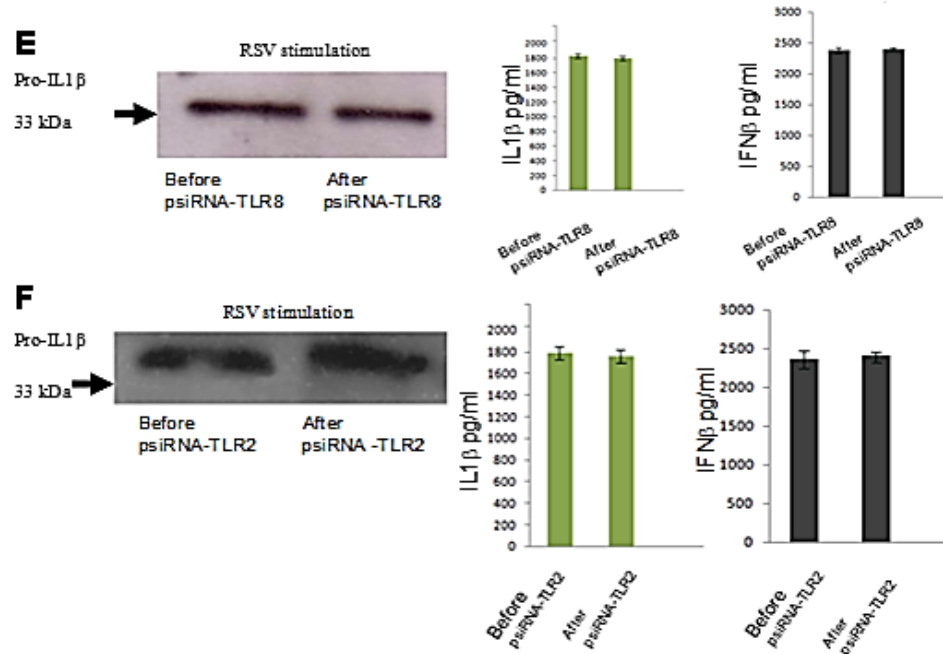 E
RSV stimulation
Pro-IL1β
33 kDa
Before
psiRNA-TLR8
After
psiRNA-TLR8
IL1β pg/ml
2000
1800
1600
1400
1200
1000
800
600
400
200
0
Before
psiRNA-TLR8
After
psiRNA-TLR8
IFNβ pg/ml
3000
2500
2000
1500
1000
500
0
Before
psiRNA-TLR8
After
psiRNA-TLR8
F
RSV stimulation
Pro-IL1β
33 kDa
Before
psiRNA-TLR2
After
psiRNA -TLR2
IL1β pg/ml
2000
1800
1600
1400
1200
1000
800
600
400
200
0
Before
psiRNA-TLR2
After
psiRNA-TLR2
IFNβ pg/ml
3000
2500
2000
1500
1000
500
0
Before
psiRNA-TLR2
After
psiRNA-TLR2